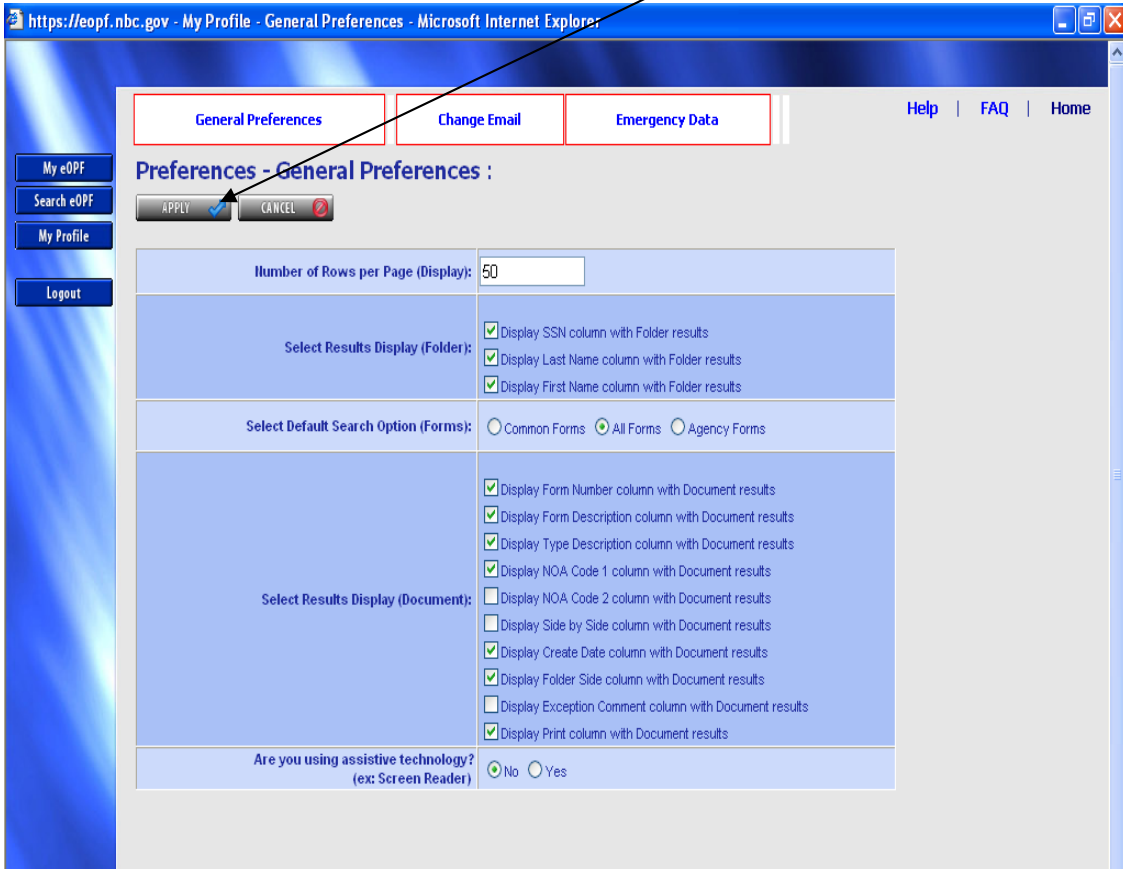 https://eopf.nbc.gov - My Profile - General Preferences - Microsoft Internet Explorer
General Preferences
Change Email
Emergency Data
Help | FAQ | Home
My eOPF
Search eOPF
My Profile
Logout
Preferences - General Preferences :
APPLY CANCEL
Number of Rows per Page (Display): 50
Select Results Display (Folder):
Display SSN column with Folder results
Display Last Name column with Folder results
Display First Name column with Folder results
Select Default Search Option (Forms): Common Forms All Forms Agency Forms
Select Results Display (Document):
Display Form Number column with Document results
Display Form Description column with Document results
Display Type Description column with Document results
Display NOA Code 1 column with Document results
Display NOA Code 2 column with Document results
Display Side by Side column with Document results
Display Create Date column with Document results
Display Folder Side column with Document results
Display Exception Comment column with Document results
Display Print column with Document results
Are you using assistive technology?
(ex: Screen Reader)
No Yes